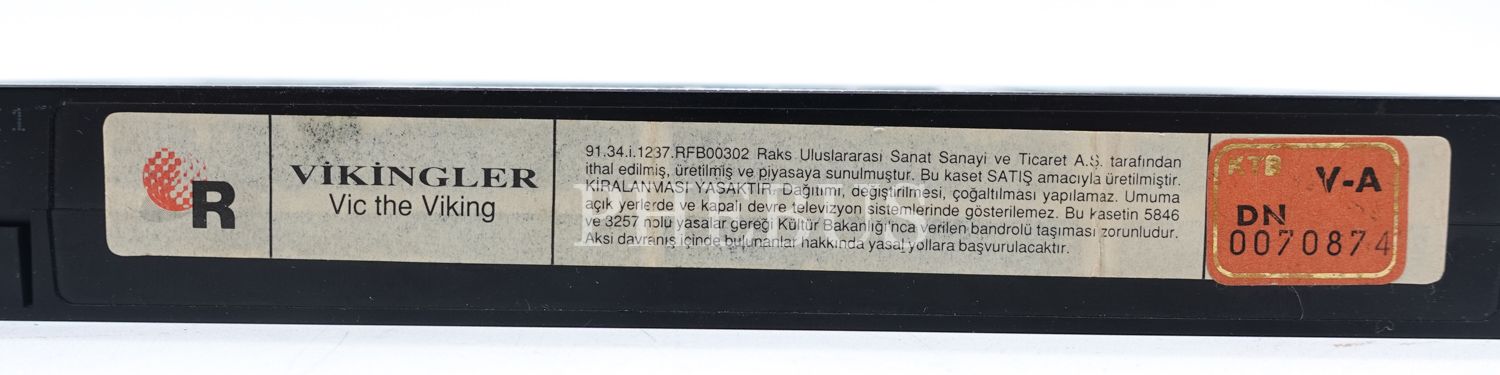 R
VİKİNGLER
Vic the Viking
91.34.i.1237.RFB00302 Raks Uluslararası Sanat Sanayi ve Ticaret A.Ş. tarafından
ithal edilmiş, üretilmiş ve piyasaya sunulmuştur. Bu kaset SATIŞ amacıyla üretilmiştir.
KİRALANMASI YASAKTIR. Dağıtımı, değiştirilmesi, çoğaltılması yapılamaz. Umuma
açık yerlerde ve kapalı devre televizyon sistemlerinde gösterilemez. Bu kasetin 5846
ve 3257 nolu yasalar gereği Kültür Bakanlığı'nca verilen bandrolü taşıması zorunludur.
Aksi davranış içinde bulunanlar hakkında yasal yollara başvurulacaktır.
PHEBUS
KTB V-A
DN
0070874